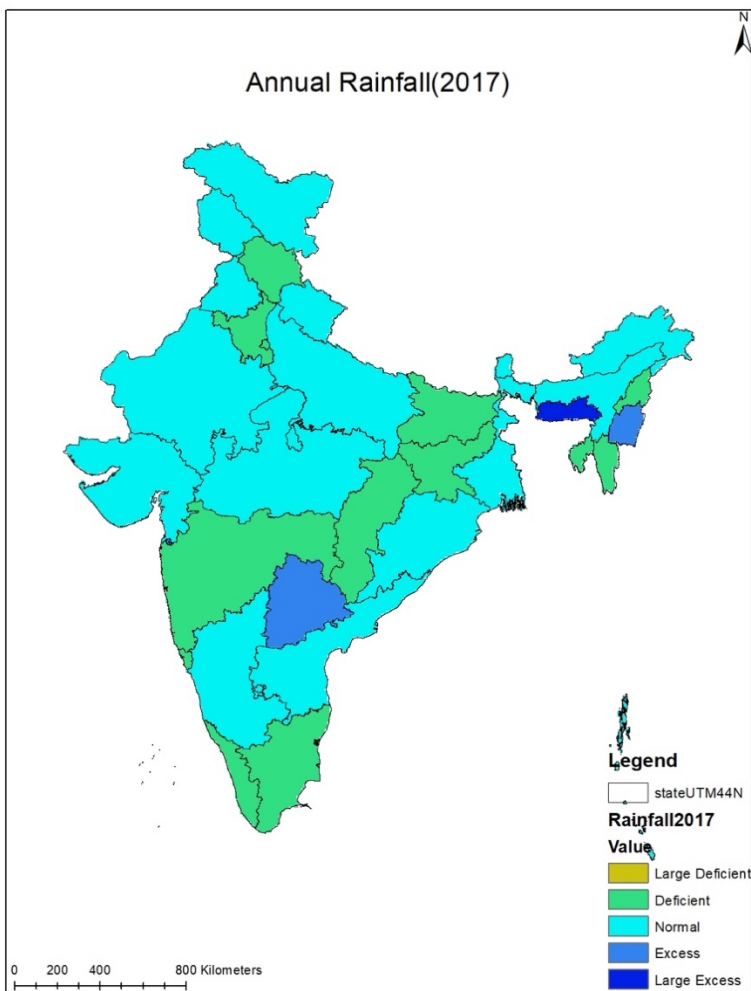 N
Annual Rainfall(2017)
Legend
stateUTM44N
Rainfall2017
Value
Large Deficient
Deficient
Normal
Excess
Large Excess
0 200 400 800 Kilometers